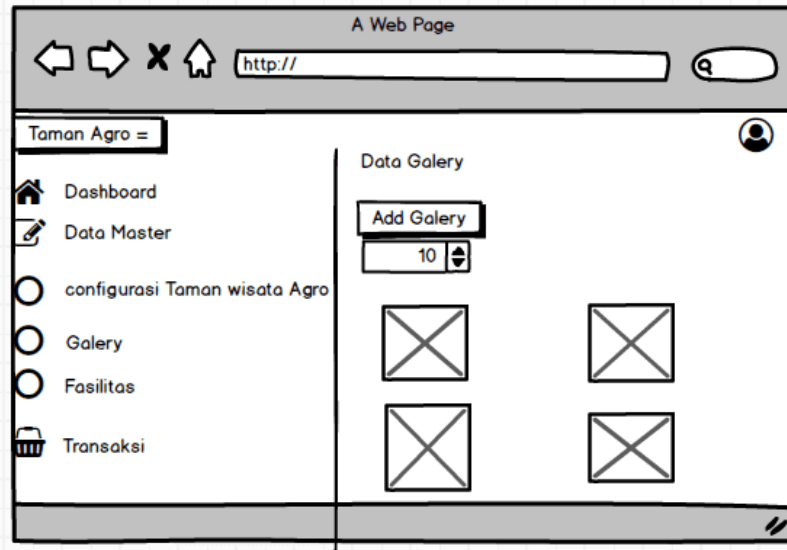 A Web Page
http://
Taman Agro =
Data Galery
Dashboard
Add Galery
Data Master
10
configurasi Taman wisata Agro
Galery
Fasilitas
Transaksi